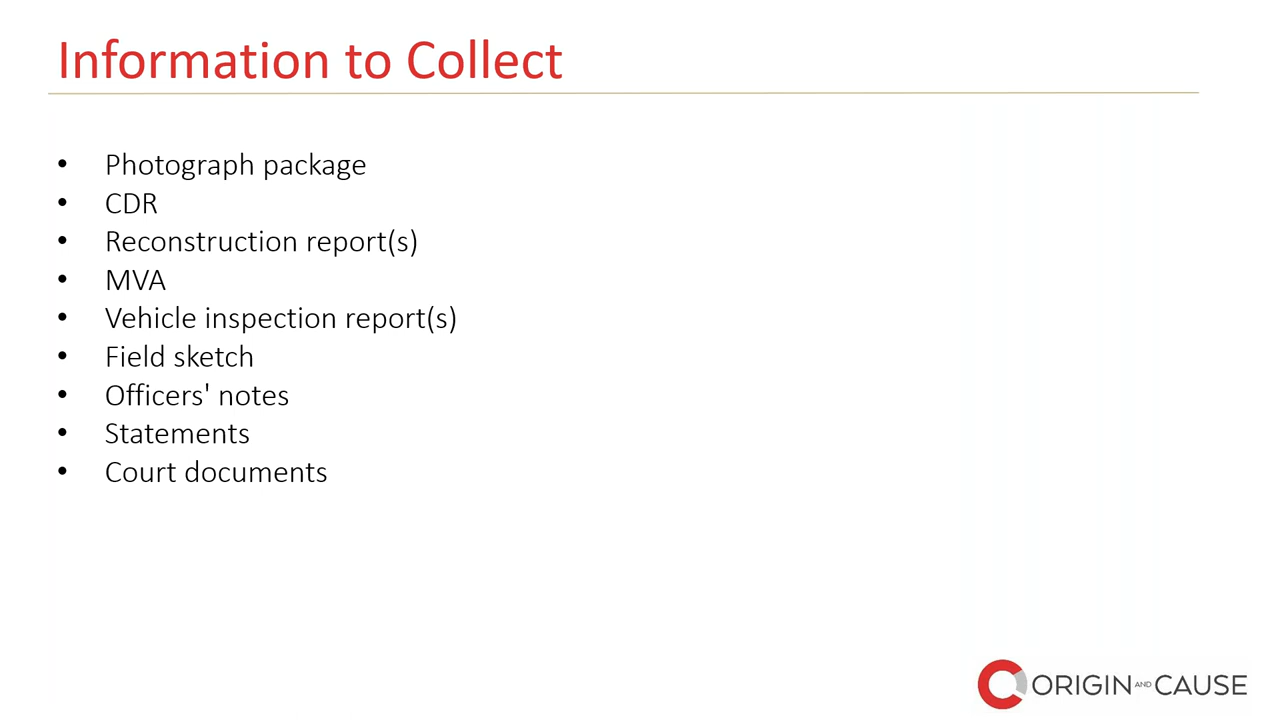 Information to Collect
• Photograph package
• CDR
• Reconstruction report(s)
• MVA
• Vehicle inspection report(s)
• Field sketch
• Officers' notes
• Statements
• Court documents
ORIGIN AND CAUSE